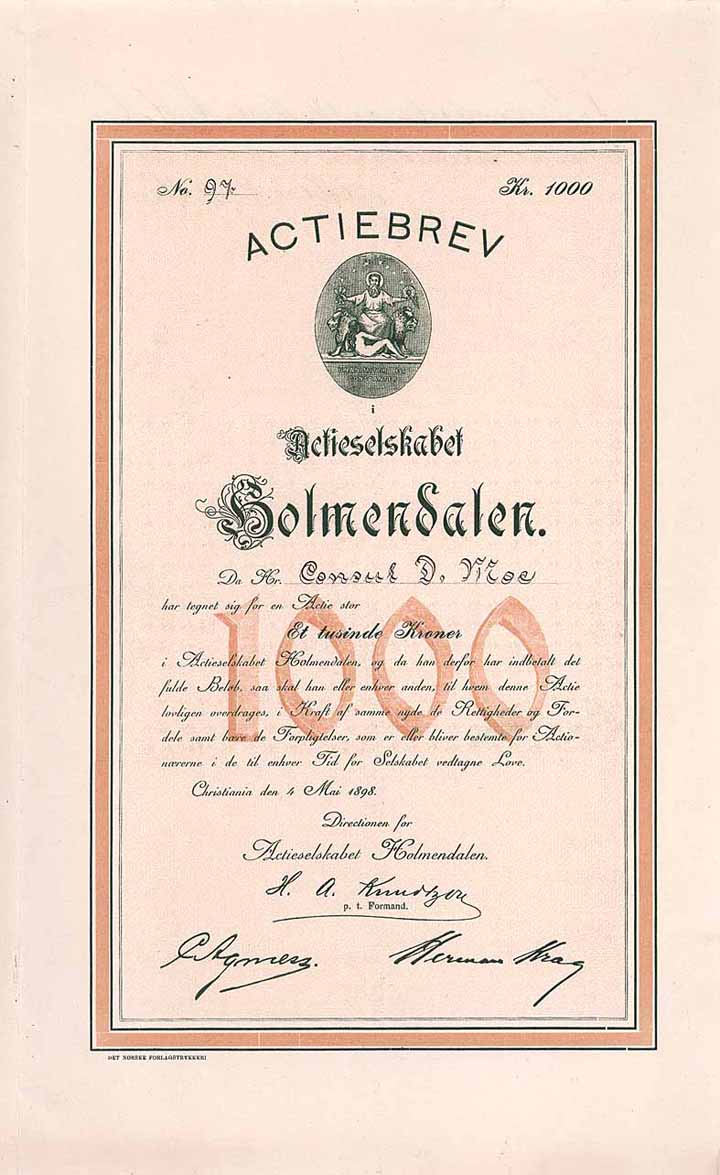 No. 97. Kr. 1000
ACTIEBREV
i
Actieselskabet
Holmendalen.
Da Hr. Consul D. Moe
har tegnet sig for en Actie stor
1000
Et tusinde Kroner
i Actieselskabet Holmendalen, og da han derfor har indbetalt det
fulde Beløb, saa skal han eller enhver anden, til hvem denne Actie
lovligen overdrages, i Kraft af samme nyde de Rettigheder og For-
dele samt bære de Forpligtelser, som er eller bliver bestemte for Actio-
nærerne i de til enhver Tid for Selskabet vedtagne Love.
Christiania den 4 Mai 1898.
Directionen for
Actieselskabet Holmendalen.
H. A. Knudtzon
p. t. Formand.
Herman Krag
DET NORSKE FORLAGSTRYKKERI